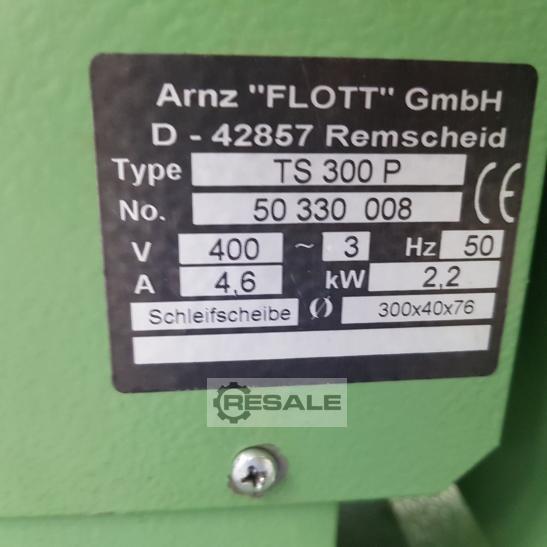 Arnz "FLOTT" GmbH
D - 42857 Remscheid
Type TS 300 P
No. 50 330 008 CE
V 400 ~ 3 Hz 50
A 4,6 kW 2,2
Schleifscheibe Ø 300x40x76
RESALE